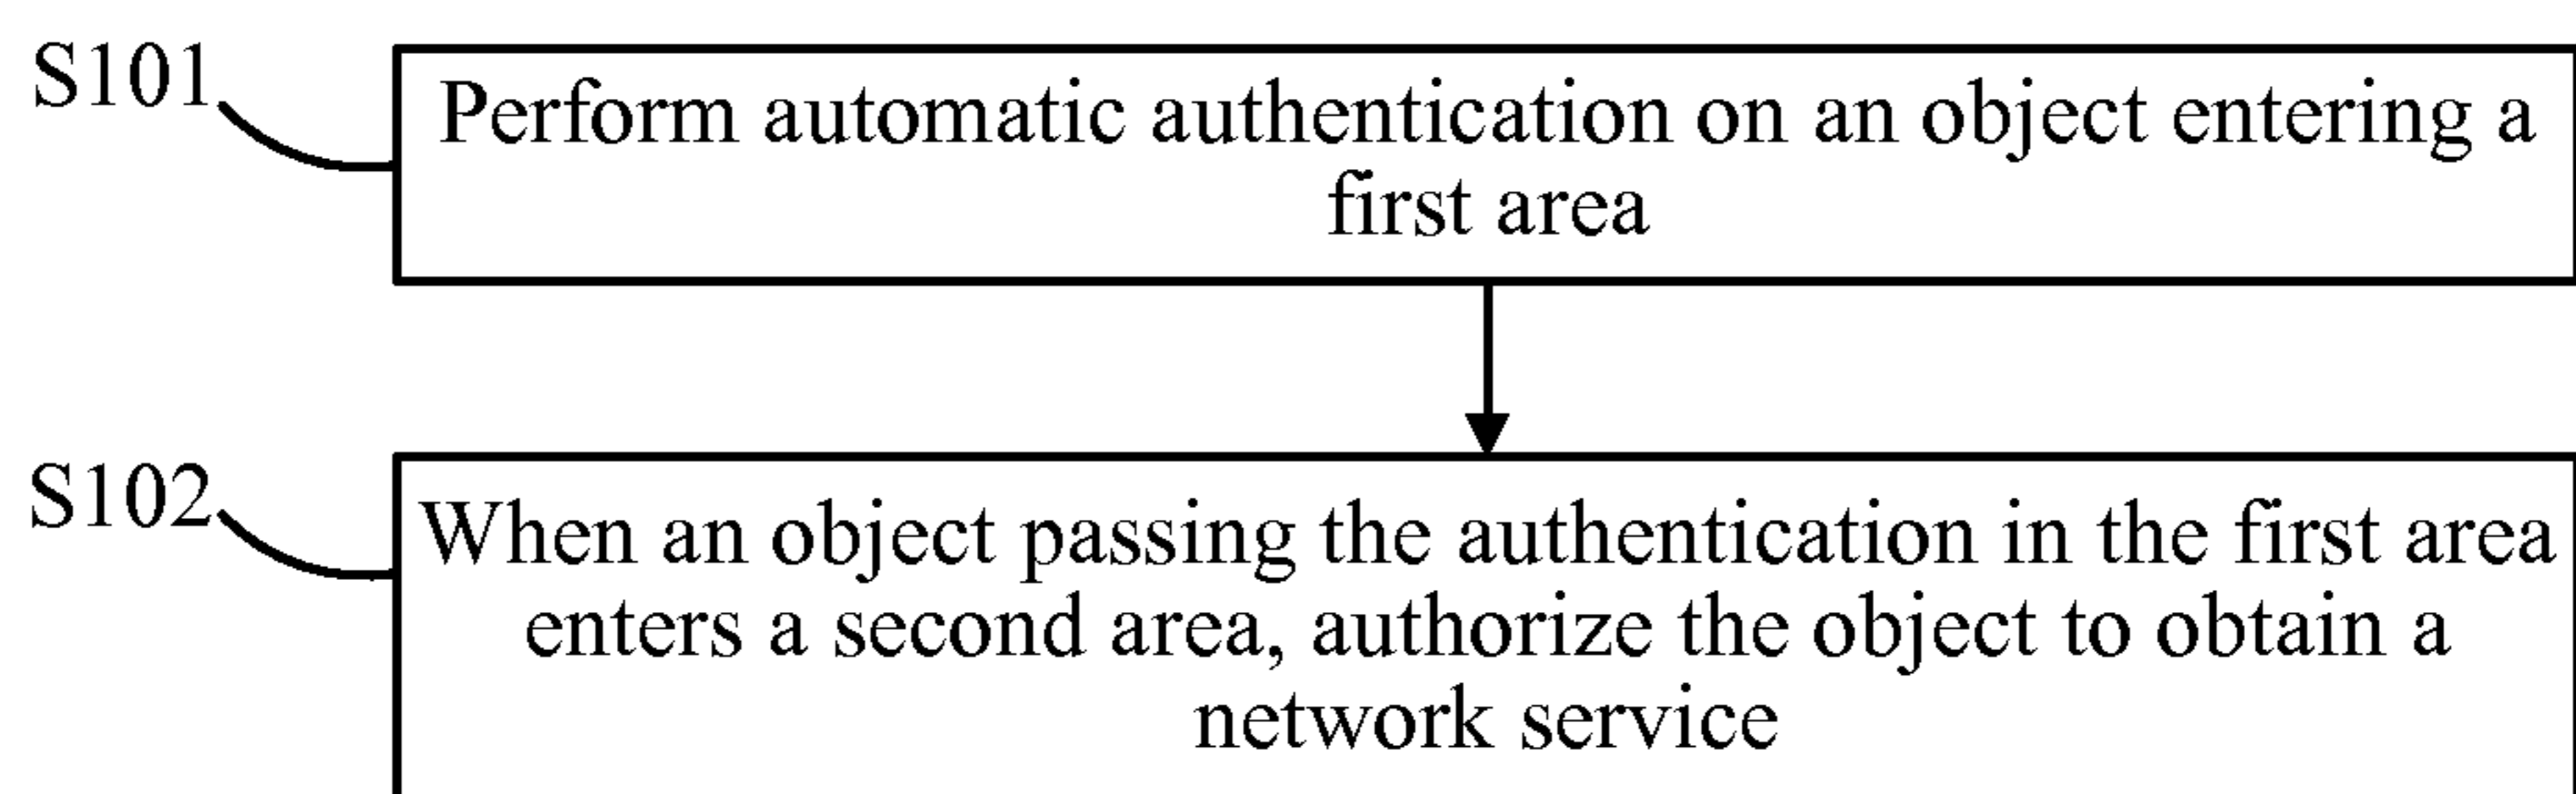 S101
Perform automatic authentication on an object entering a
first area
S102
When an object passing the authentication in the first area
enters a second area, authorize the object to obtain a
network service